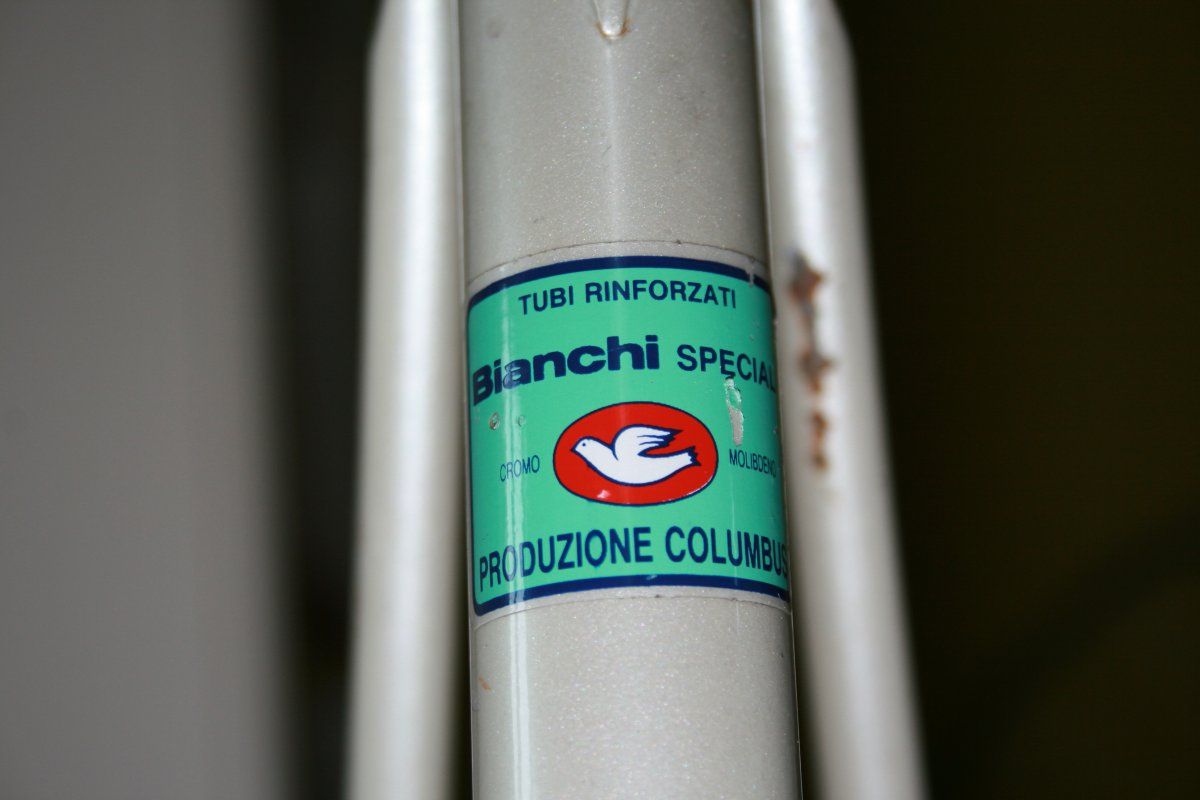 TUBI RINFORZATI
Bianchi SPECIAL
CROMO MOLIBDENO
PRODUZIONE COLUMBUS